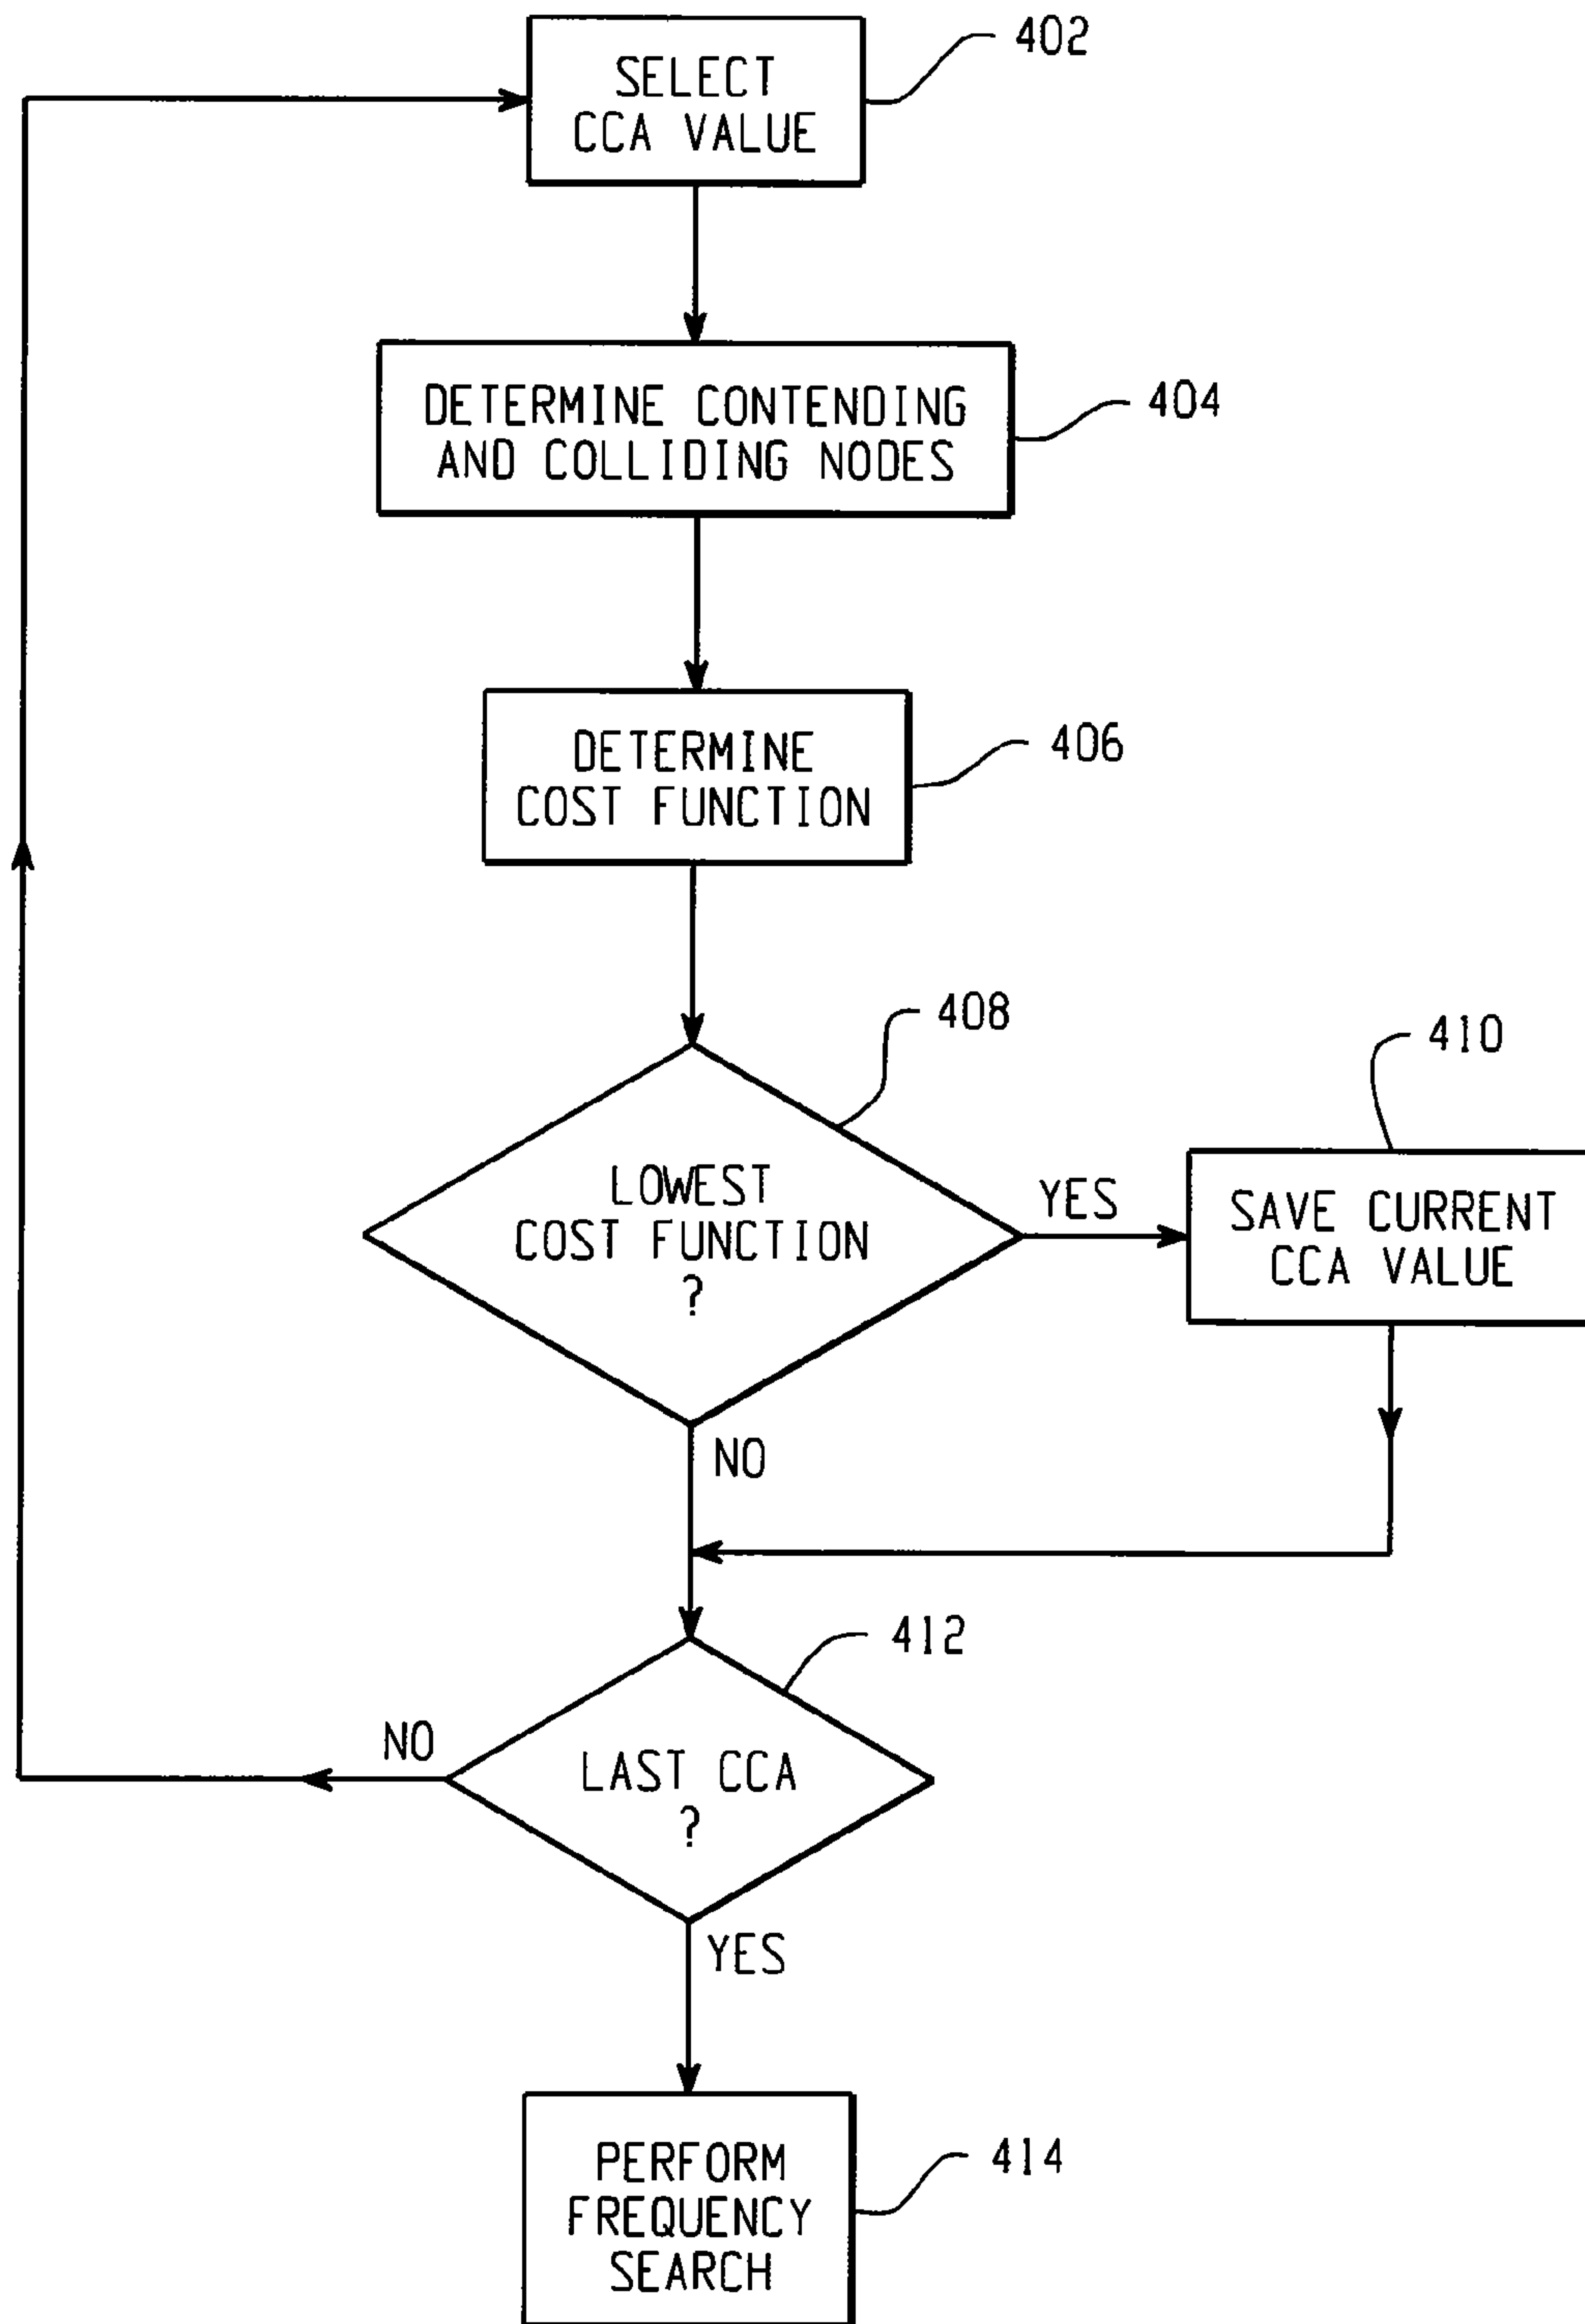 402
SELECT
CCA VALUE
DETERMINE CONTENDING
AND COLLIDING NODES
404
DETERMINE
COST FUNCTION
406
408
410
LOWEST
COST FUNCTION
?
YES
SAVE CURRENT
CCA VALUE
NO
412
NO
LAST CCA
?
YES
PERFORM
FREQUENCY
SEARCH
414